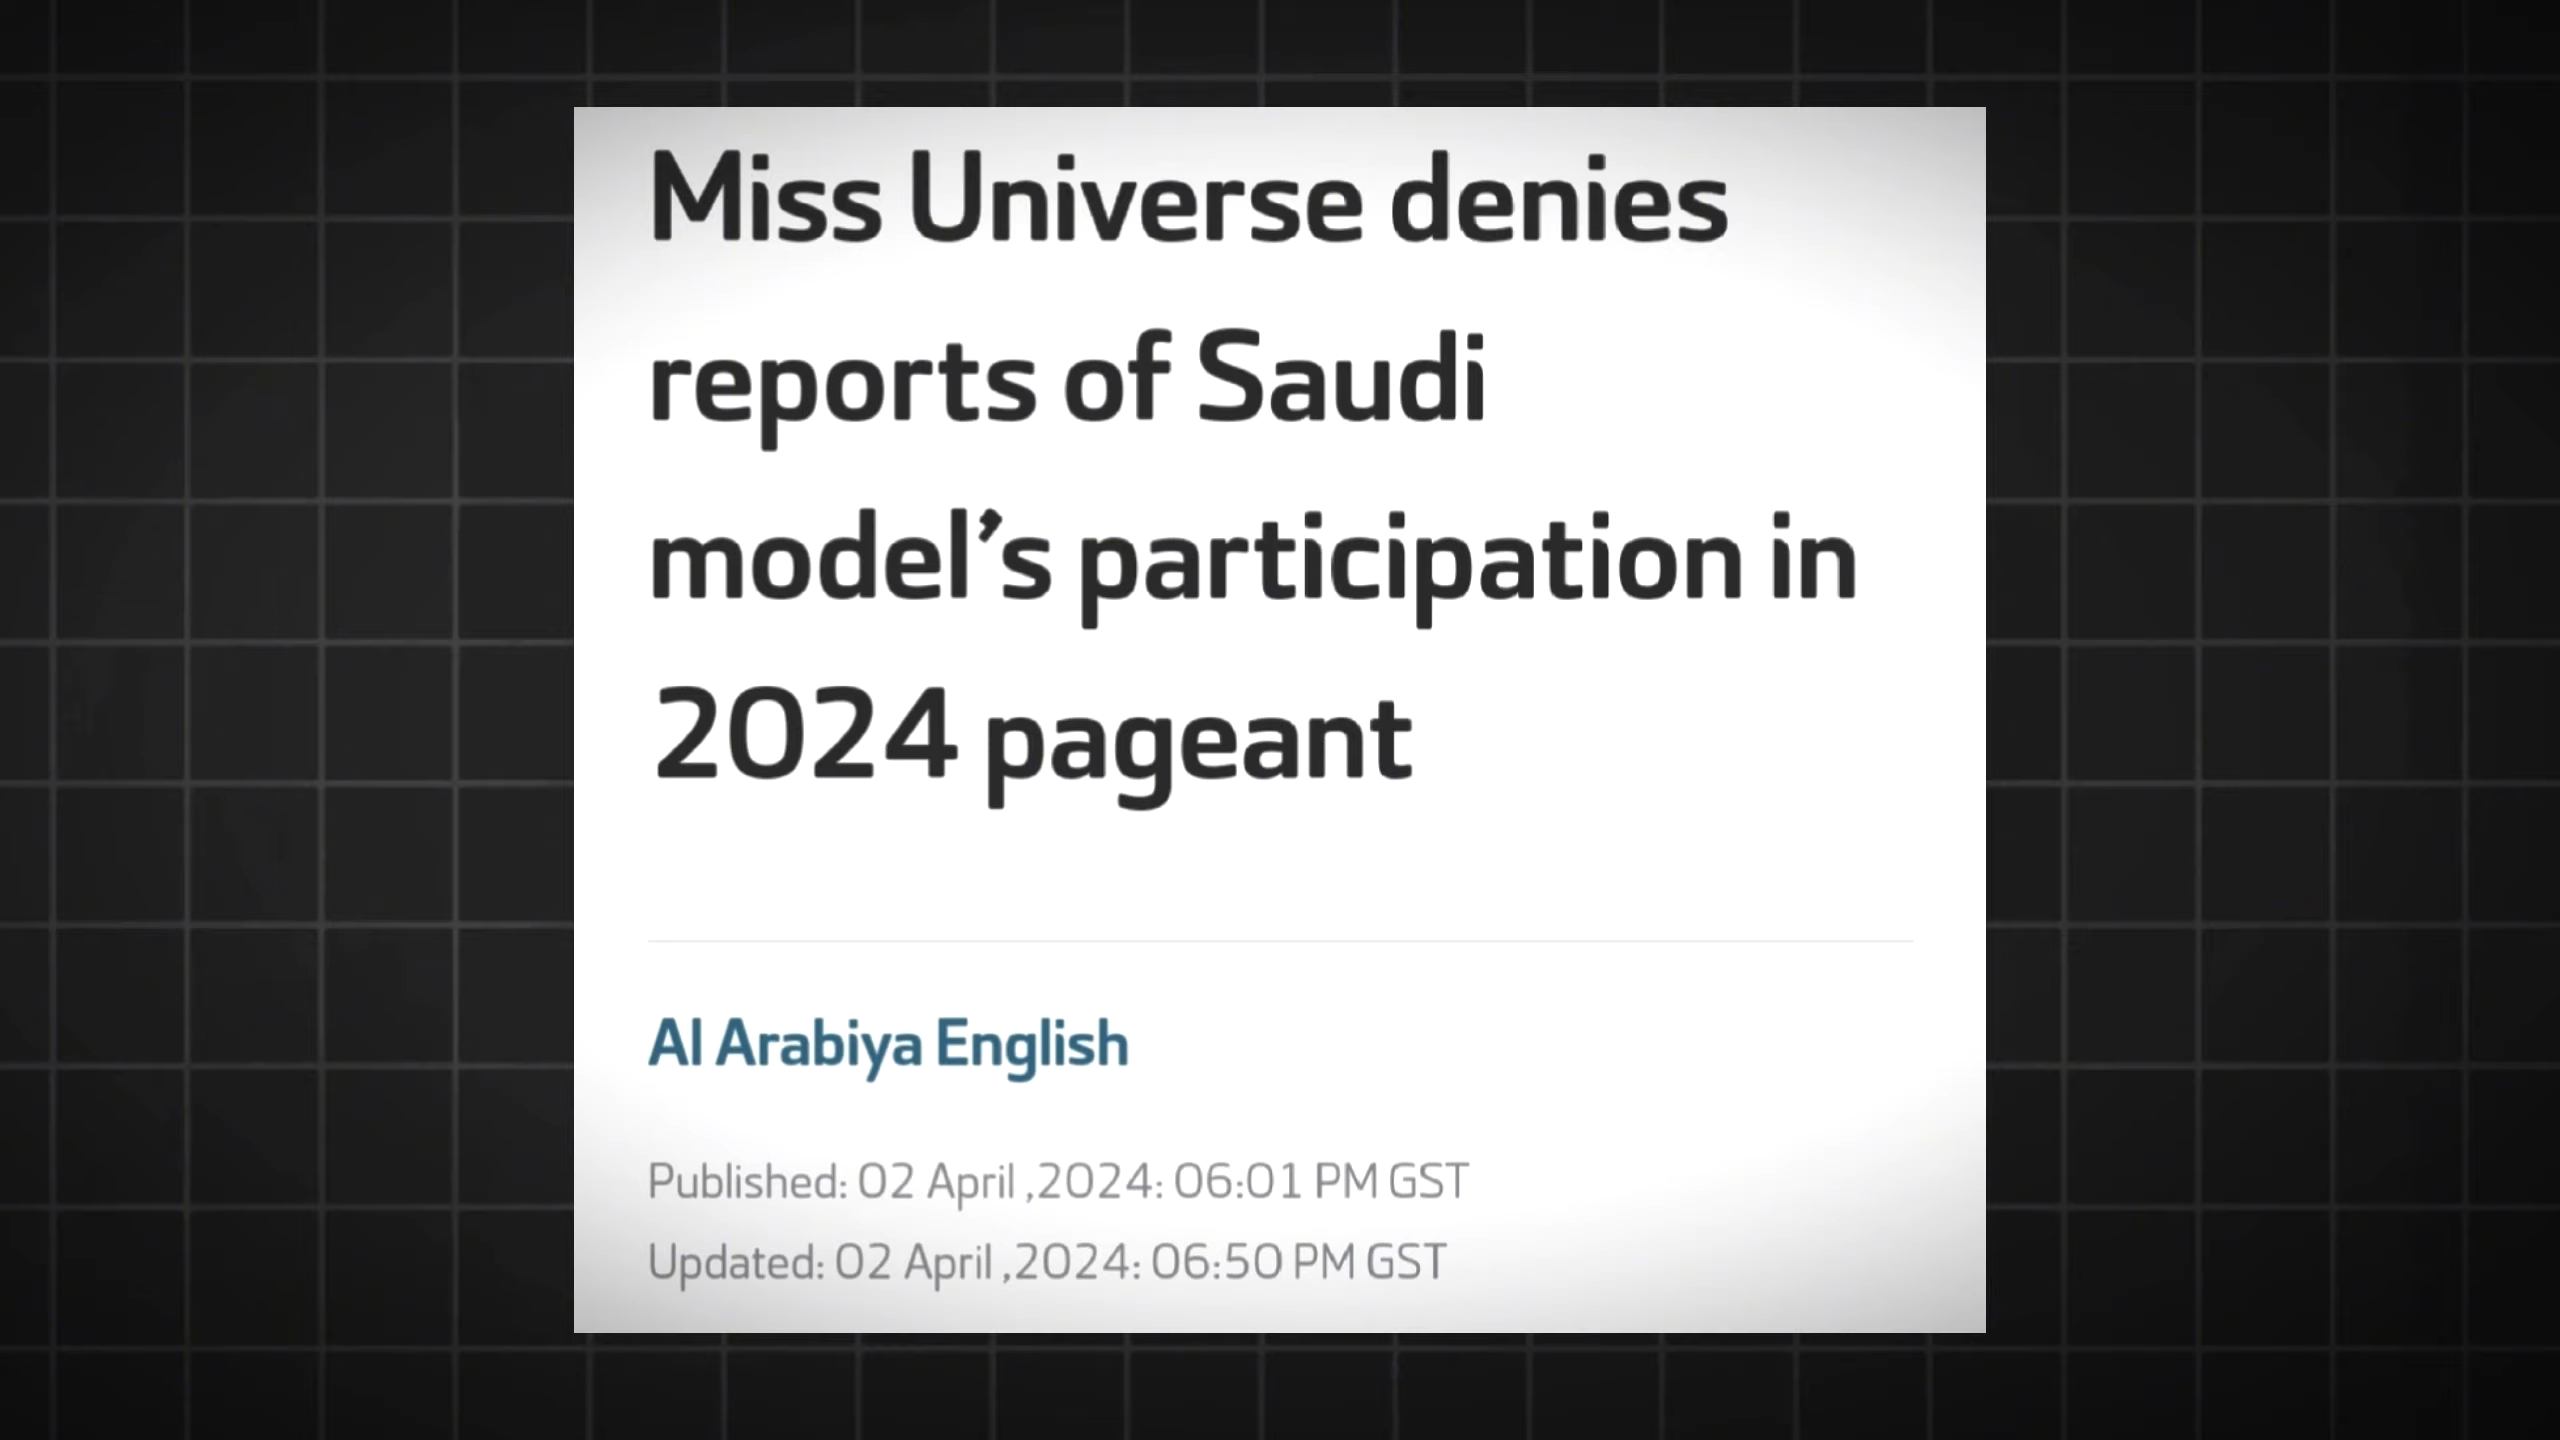 Miss Universe denies
reports of Saudi
model’s participation in
2024 pageant
Al Arabiya English
Published: 02 April ,2024: 06:01 PM GST
Updated: 02 April ,2024: 06:50 PM GST